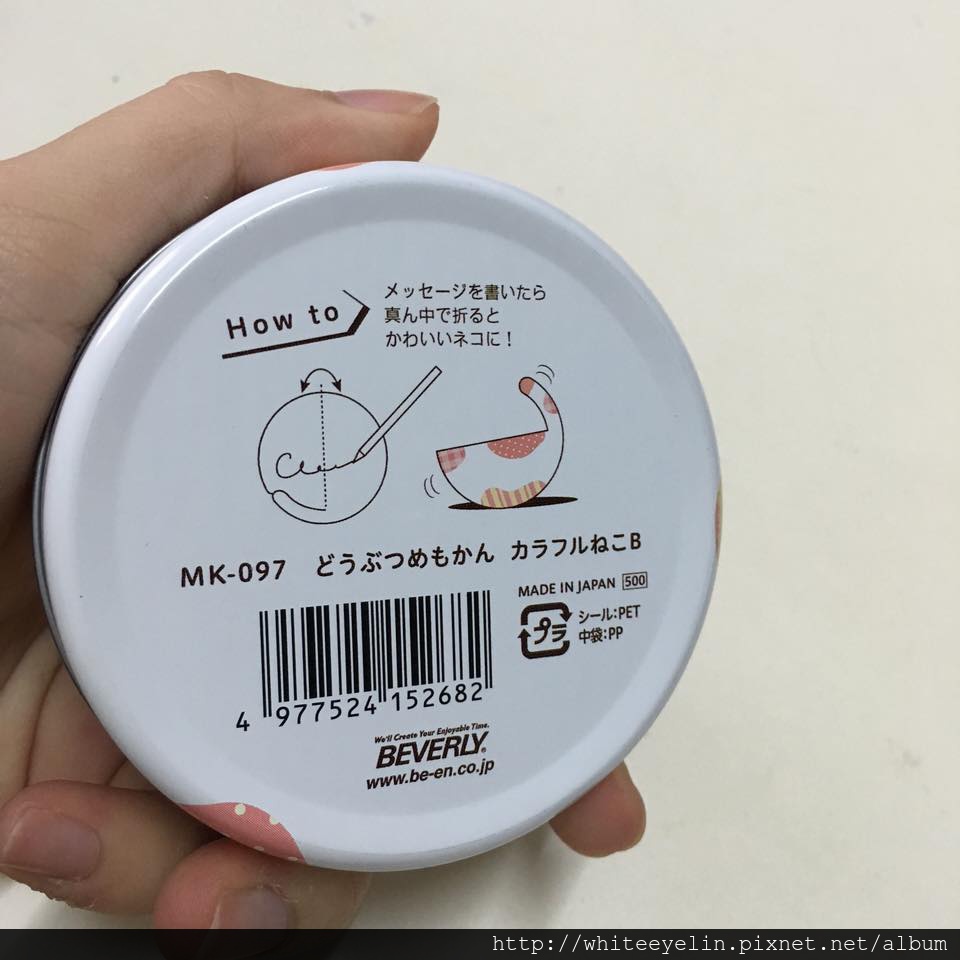 How to
メッセージを書いたら
真ん中で折ると
かわいいネコに!
MK-097 どうぶつめもかん カラフルねこB
MADE IN JAPAN 500
プラ
シール:PET
中袋:PP
4 977524 152682
We'll Create Your Enjoyable Time.
BEVERLY®
www.be-en.co.jp
http://whiteeyelin.pixnet.net/album